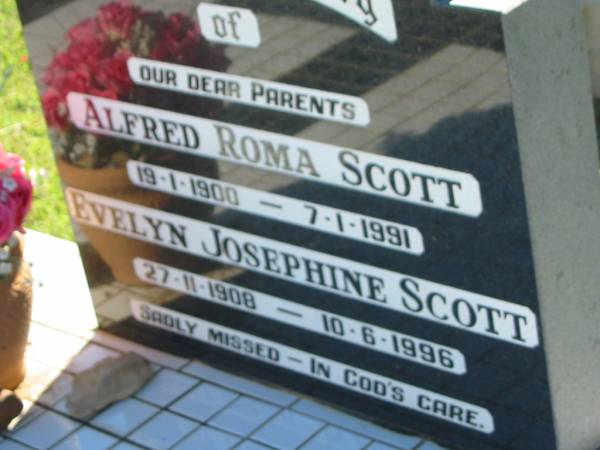 of
OUR DEAR PARENTS
ALFRED ROMA SCOTT
19-1-1900 — 7-1-1991
EVELYN JOSEPHINE SCOTT
27-11-1908 — 10-6-1996
SADLY MISSED — IN GOD'S CARE.